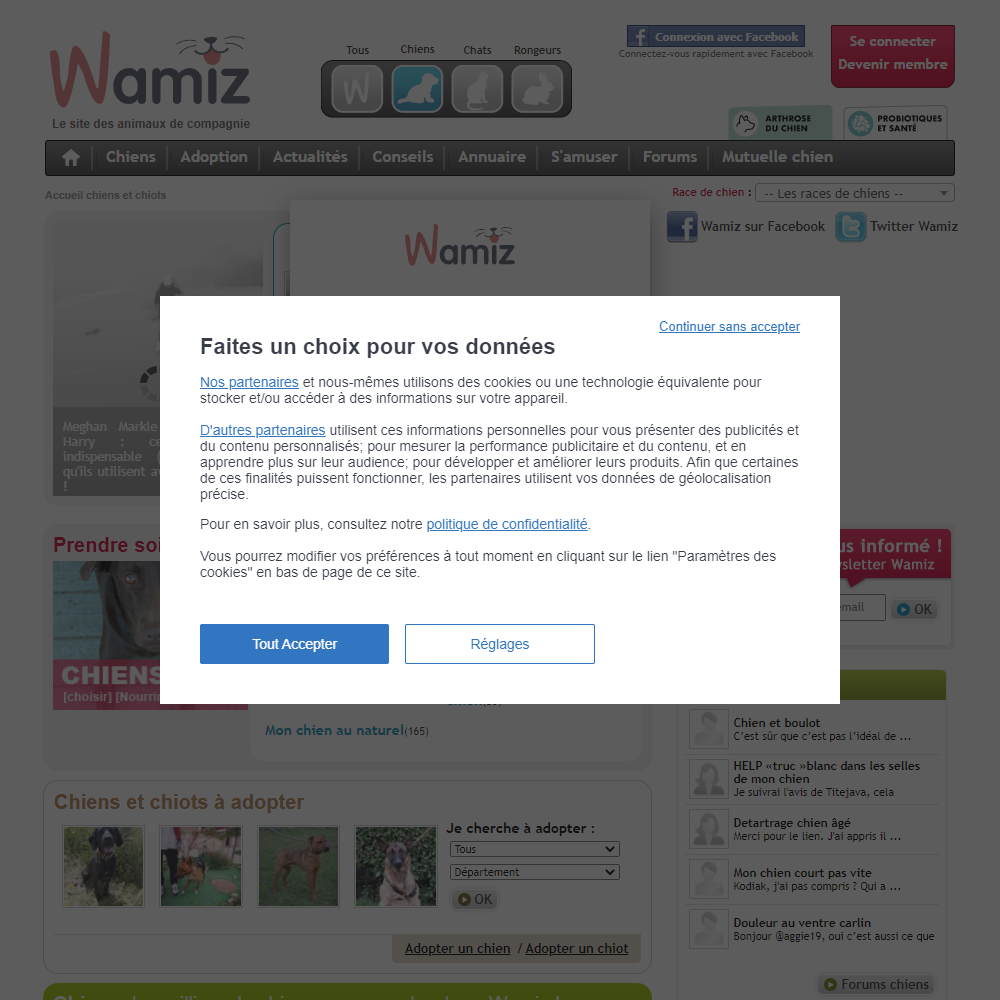 Wamiz
Le site des animaux de compagnie
Tous
Chiens
Chats
Rongeurs
Connexion avec Facebook
Connectez-vous rapidement avec Facebook
Se connecter
Devenir membre
ARTHROSE
DU CHIEN
PROBIOTIQUES
ET SANTÉ
Chiens
Adoption
Actualités
Conseils
Annuaire
S'amuser
Forums
Mutuelle chien
Accueil chiens et chiots
Race de chien :
-- Les races de chiens --
Wamiz
Wamiz sur Facebook
Twitter Wamiz
Continuer sans accepter
Faites un choix pour vos données
Nos partenaires et nous-mêmes utilisons des cookies ou une technologie équivalente pour
stocker et/ou accéder à des informations sur votre appareil.
D'autres partenaires utilisent ces informations personnelles pour vous présenter des publicités et
du contenu personnalisés; pour mesurer la performance publicitaire et du contenu, et en
apprendre plus sur leur audience; pour développer et améliorer leurs produits. Afin que certaines
de ces finalités puissent fonctionner, les partenaires utilisent vos données de géolocalisation
précise.
Pour en savoir plus, consultez notre politique de confidentialité.
Vous pourrez modifier vos préférences à tout moment en cliquant sur le lien "Paramètres des
cookies" en bas de page de ce site.
Tout Accepter
Réglages
Meghan Markle
Harry : ce
indispensable (
qu'ils utilisent av
!
Prendre soi
CHIENS
[choisir] [Nourrir
Mon chien au naturel(165)
us informé !
sletter Wamiz
email
OK
Chiens et chiots à adopter
Je cherche à adopter :
Tous
Département
OK
Adopter un chien / Adopter un chiot
Chien et boulot
C'est sûr que c'est pas l'idéal de ...
HELP «truc »blanc dans les selles
de mon chien
Je suivrai l'avis de Titejava, cela
Detartrage chien âgé
Merci pour le lien. J'ai appris il ...
Mon chien court pas vite
Kodiak, j'ai pas compris ? Qui a ...
Douleur au ventre carlin
Bonjour @aggie19, oui c'est aussi ce que
Forums chiens